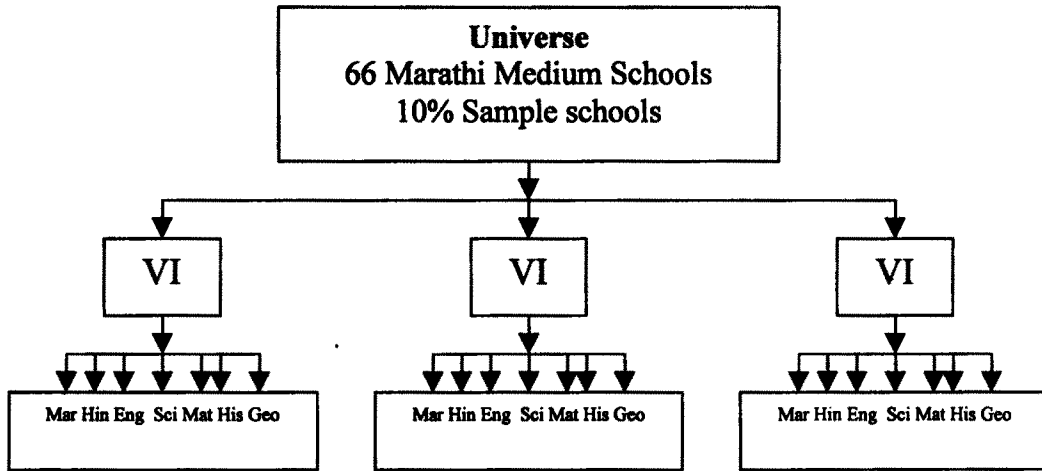 Universe
66 Marathi Medium Schools
10% Sample schools
VI
VI
VI
Mar Hin Eng Sci Mat His Geo
Mar Hin Eng Sci Mat His Geo
Mar Hin Eng Sci Mat His Geo